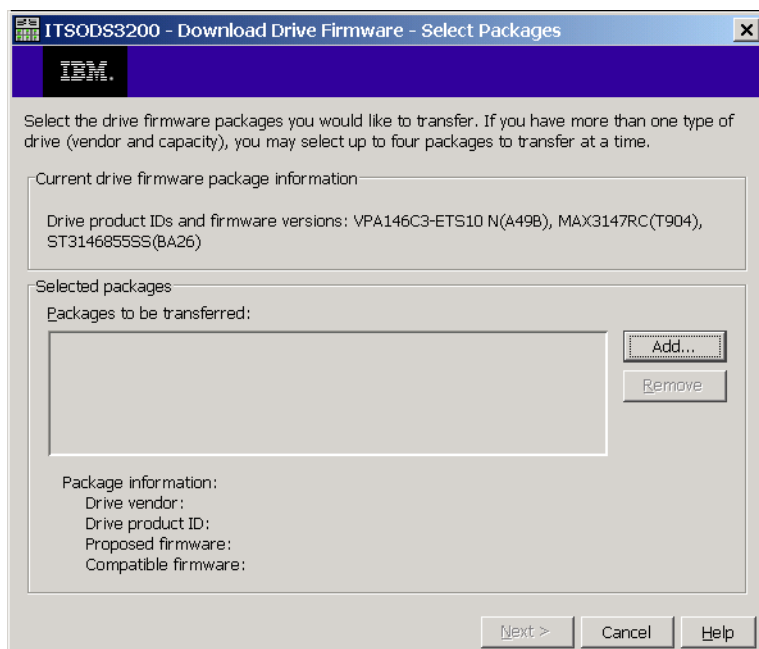 ITSODS3200 - Download Drive Firmware - Select Packages
IBM.
Select the drive firmware packages you would like to transfer. If you have more than one type of
drive (vendor and capacity), you may select up to four packages to transfer at a time.
Current drive firmware package information
Drive product IDs and firmware versions: VPA146C3-ETS10 N(A49B), MAX3147RC(T904),
ST3146855SS(BA26)
Selected packages
Packages to be transferred:
Add...
Remove
Package information:
Drive vendor:
Drive product ID:
Proposed firmware:
Compatible firmware:
Next >
Cancel
Help